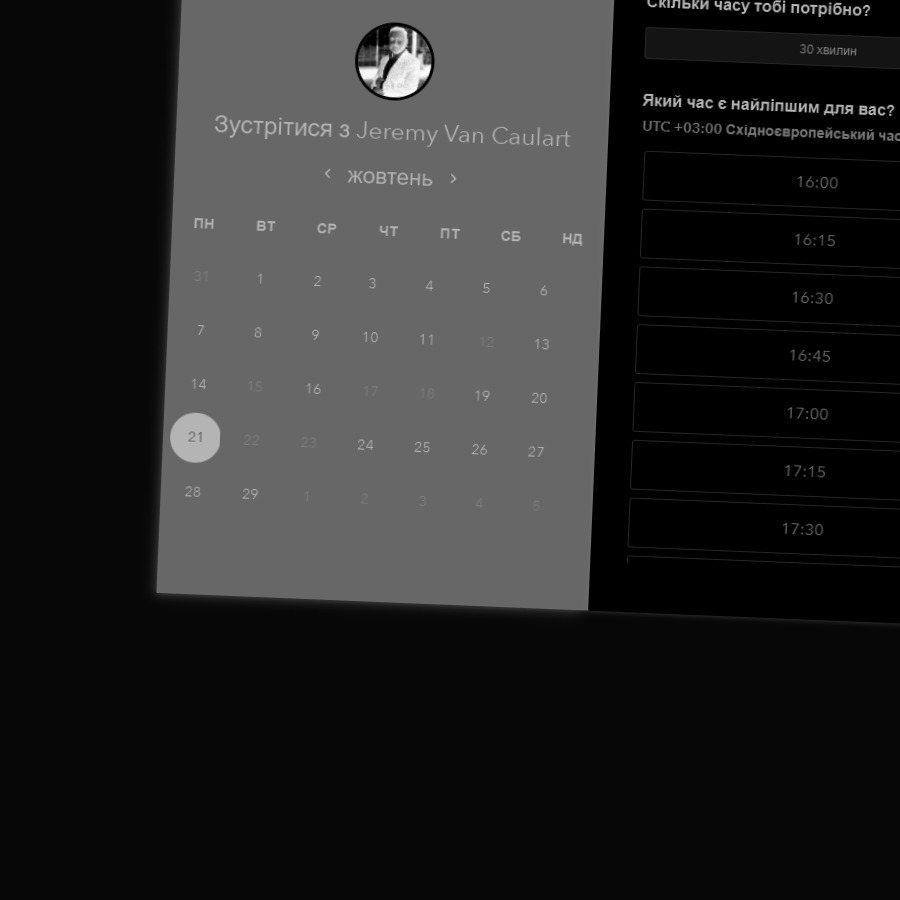 Зустрітися з Jeremy Van Caulart
‹ жовтень ›
ПН ВТ СР ЧТ ПТ СБ НД
31 1 2 3 4 5 6
7 8 9 10 11 12 13
14 15 16 17 18 19 20
21 22 23 24 25 26 27
28 29 1 2 3 4 5
Скільки часу тобі потрібно?
30 хвилин
Який час є найліпшим для вас?
UTC +03:00 Східноєвропейський час
16:00
16:15
16:30
16:45
17:00
17:15
17:30